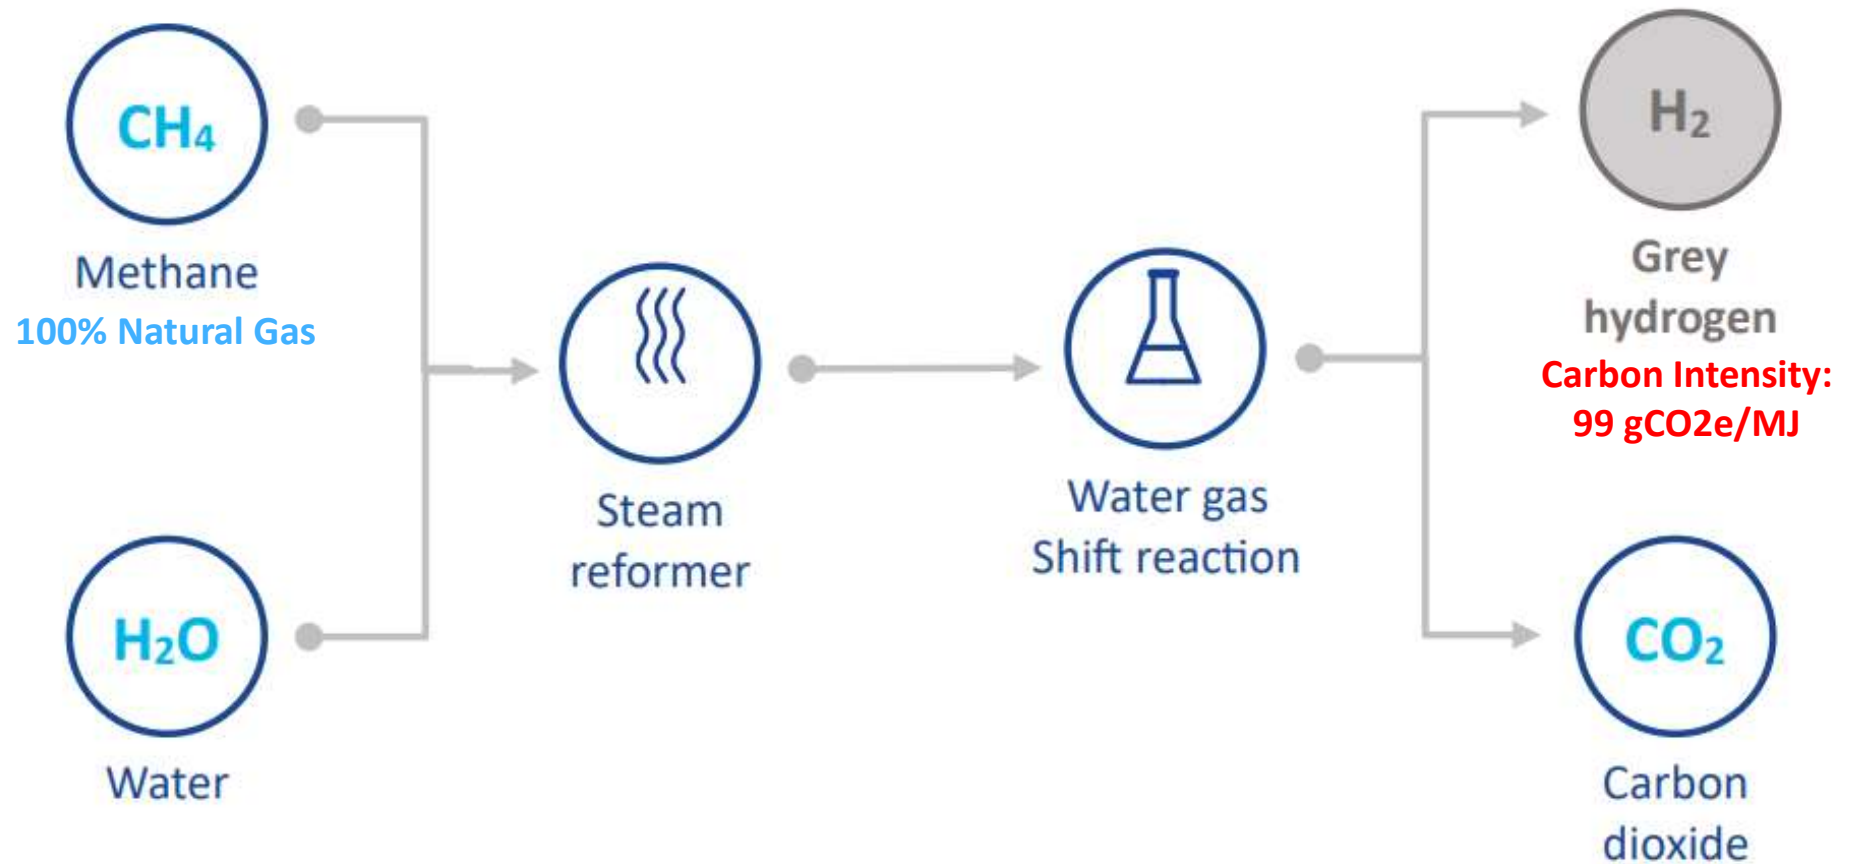 CH₄
Methane
100% Natural Gas
H₂O
Water
Steam
reformer
Water gas
Shift reaction
H₂
Grey
hydrogen
Carbon Intensity:
99 gCO2e/MJ
CO₂
Carbon
dioxide